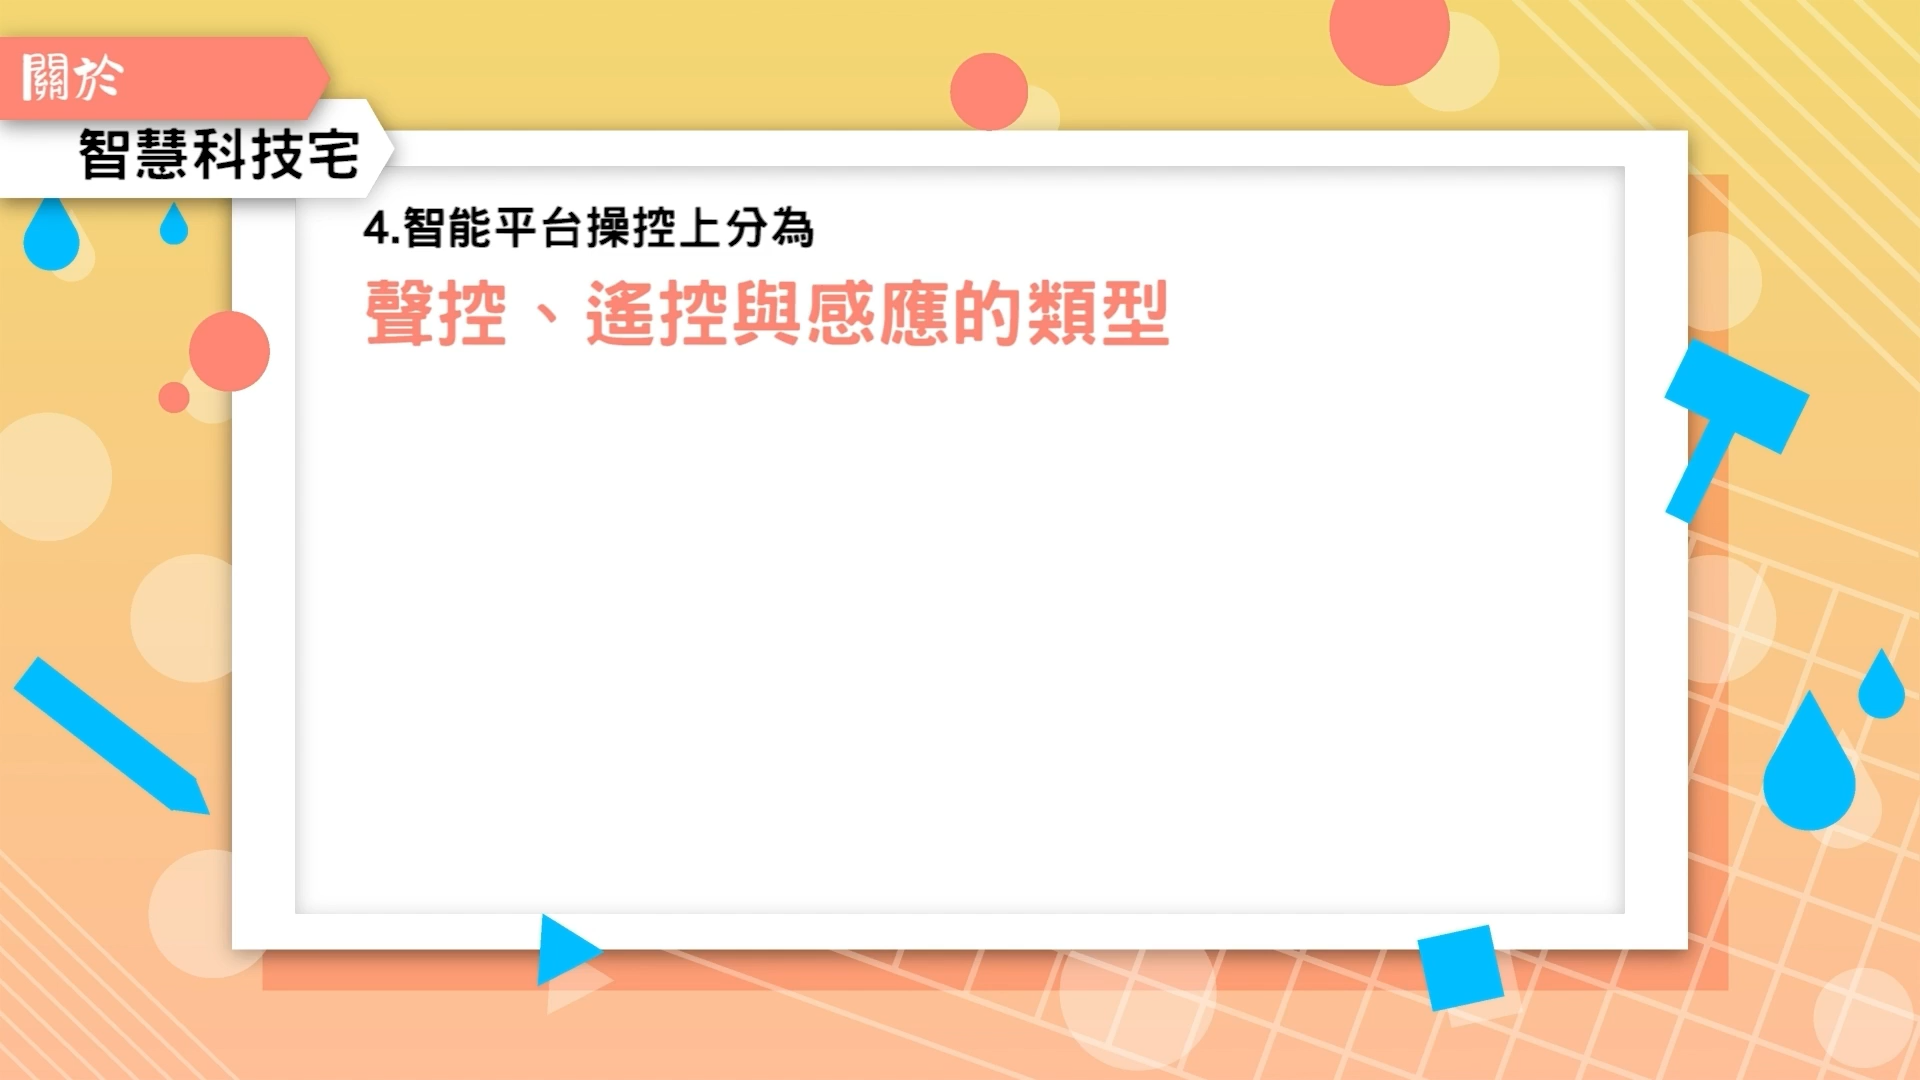 關於
智慧科技宅
4.智能平台操控上分為
聲控、遙控與感應的類型